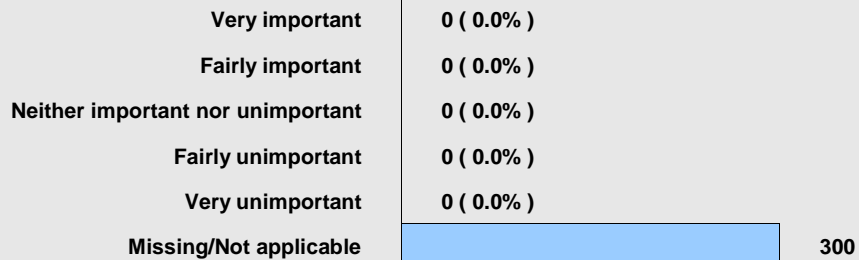 Very important 0 ( 0.0% )
Fairly important 0 ( 0.0% )
Neither important nor unimportant 0 ( 0.0% )
Fairly unimportant 0 ( 0.0% )
Very unimportant 0 ( 0.0% )
Missing/Not applicable 300